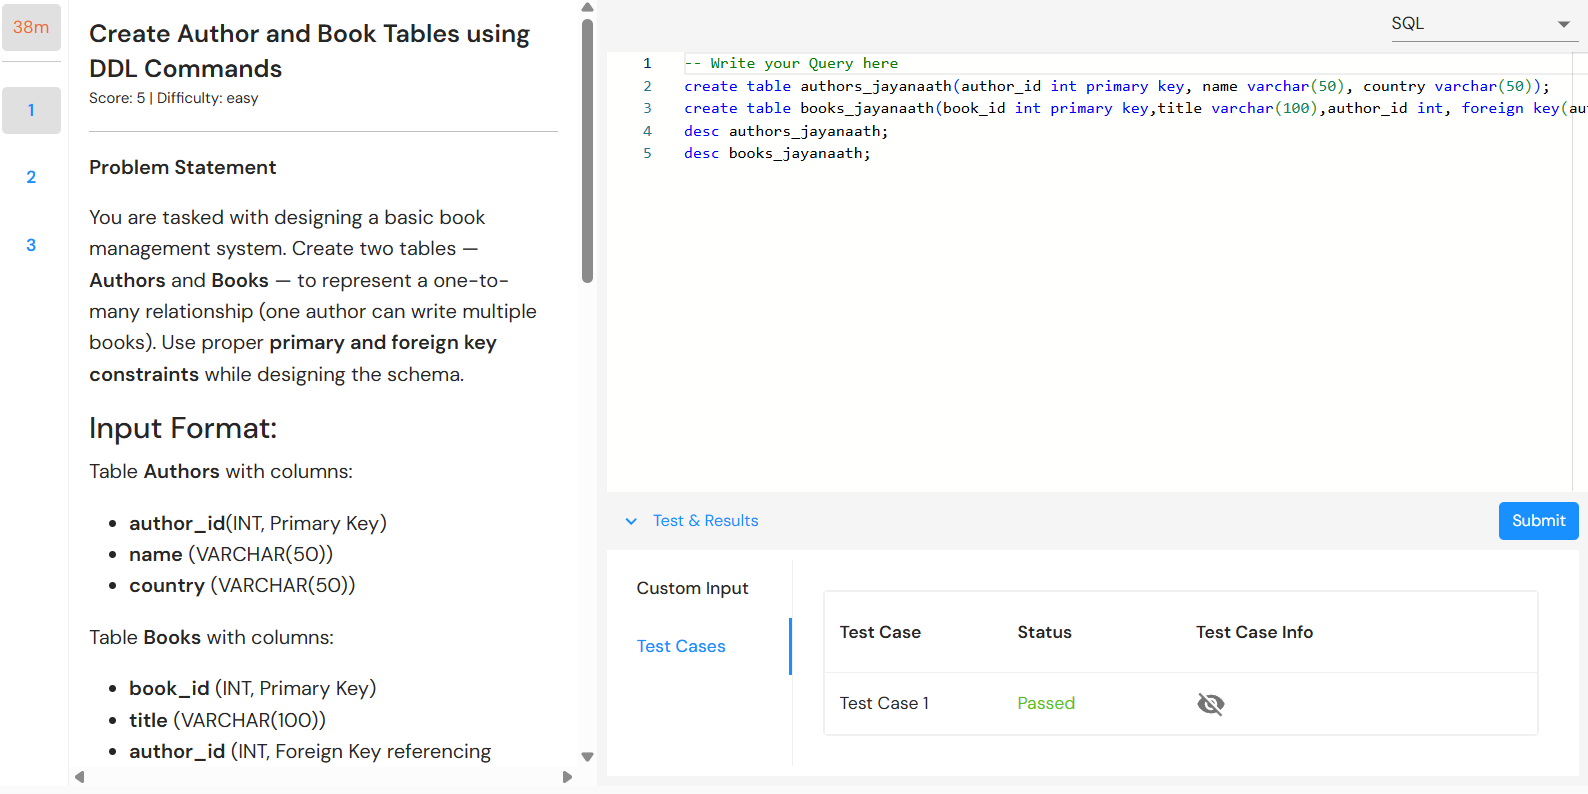 38m
1
2
3
Create Author and Book Tables using
DDL Commands
Score: 5 | Difficulty: easy
Problem Statement
You are tasked with designing a basic book
management system. Create two tables —
Authors and Books — to represent a one-to-
many relationship (one author can write multiple
books). Use proper primary and foreign key
constraints while designing the schema.
Input Format:
Table Authors with columns:
• author_id(INT, Primary Key)
• name (VARCHAR(50))
• country (VARCHAR(50))
Table Books with columns:
• book_id (INT, Primary Key)
• title (VARCHAR(100))
• author_id (INT, Foreign Key referencing
SQL
1 -- Write your Query here
2 create table authors_jayanaath(author_id int primary key, name varchar(50), country varchar(50));
3 create table books_jayanaath(book_id int primary key,title varchar(100),author_id int, foreign key(au
4 desc authors_jayanaath;
5 desc books_jayanaath;
Test & Results
Submit
Custom Input
Test Cases
Test Case Status Test Case Info
Test Case 1 Passed